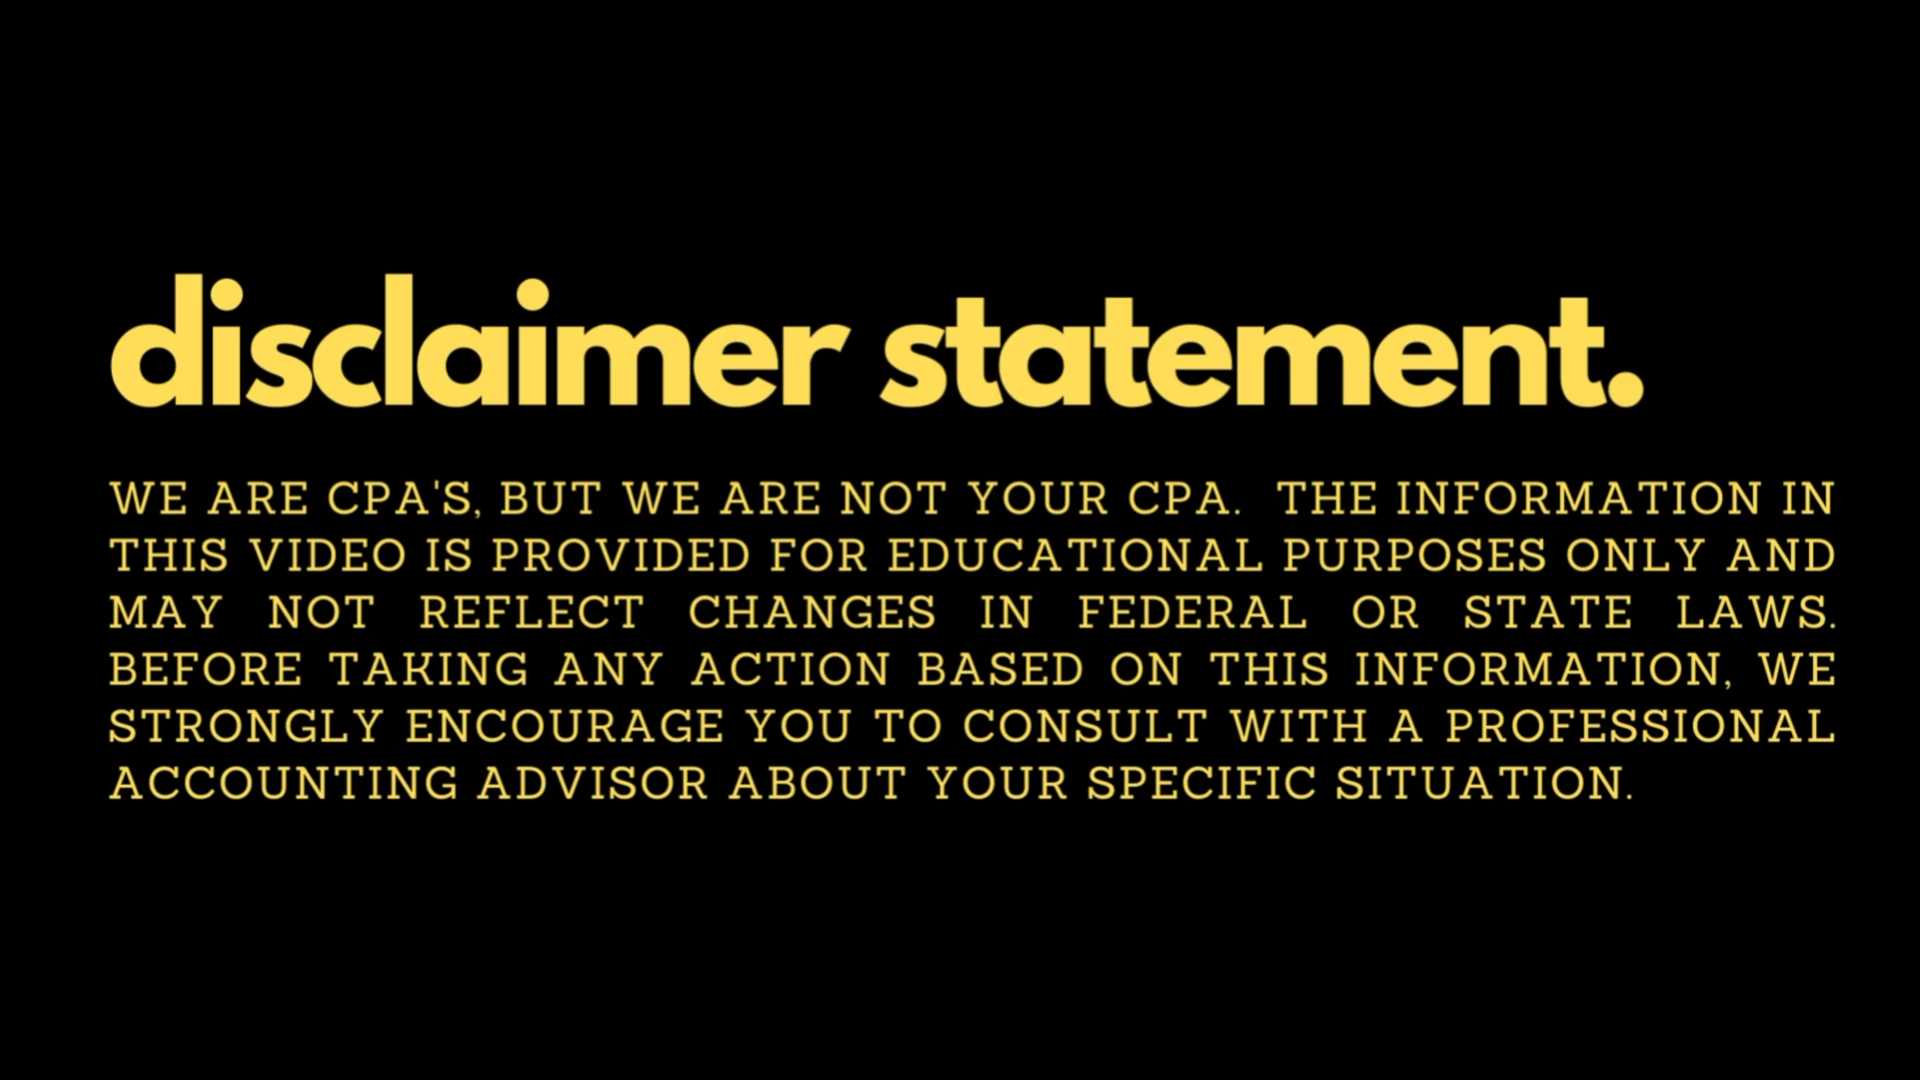 disclaimer statement.
WE ARE CPA'S, BUT WE ARE NOT YOUR CPA.  THE INFORMATION IN
THIS VIDEO IS PROVIDED FOR EDUCATIONAL PURPOSES ONLY AND
MAY NOT REFLECT CHANGES IN FEDERAL OR STATE LAWS.
BEFORE TAKING ANY ACTION BASED ON THIS INFORMATION, WE
STRONGLY ENCOURAGE YOU TO CONSULT WITH A PROFESSIONAL
ACCOUNTING ADVISOR ABOUT YOUR SPECIFIC SITUATION.